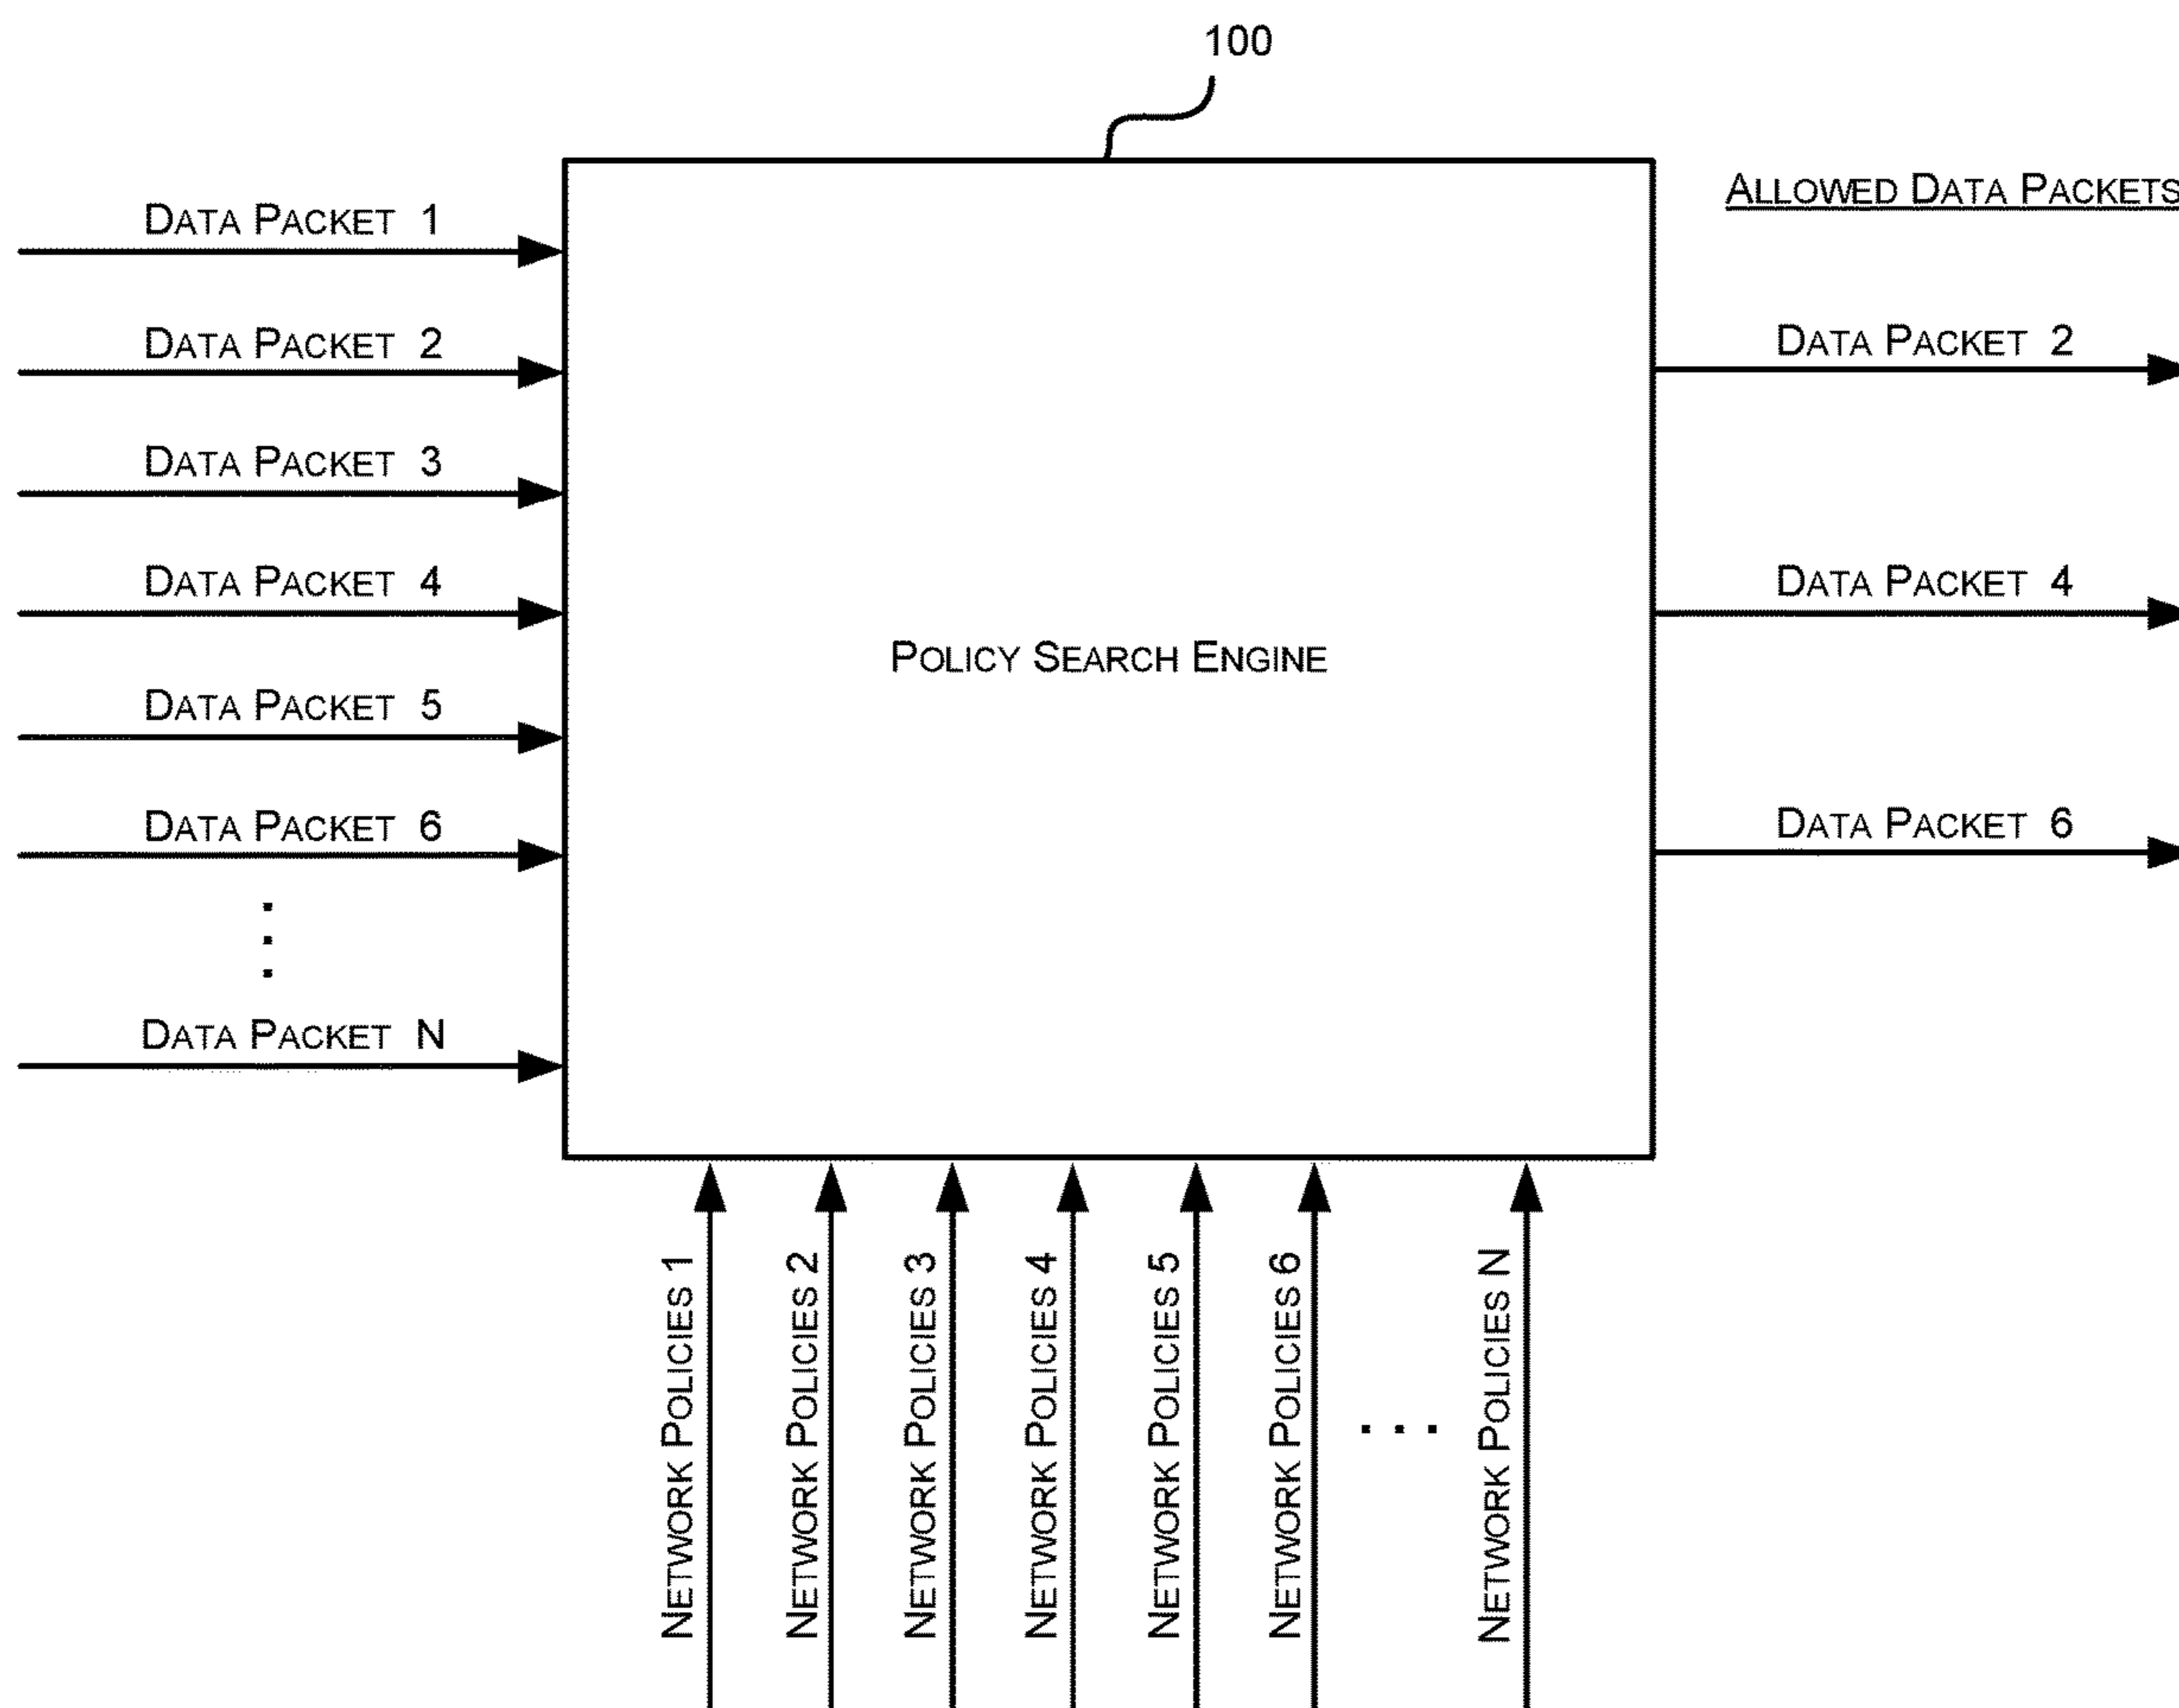 100
ALLOWED DATA PACKETS
DATA PACKET 1
DATA PACKET 2
DATA PACKET 3
DATA PACKET 4
DATA PACKET 5
DATA PACKET 6
DATA PACKET N
POLICY SEARCH ENGINE
DATA PACKET 2
DATA PACKET 4
DATA PACKET 6
NETWORK POLICIES 1
NETWORK POLICIES 2
NETWORK POLICIES 3
NETWORK POLICIES 4
NETWORK POLICIES 5
NETWORK POLICIES 6
. . .
NETWORK POLICIES N